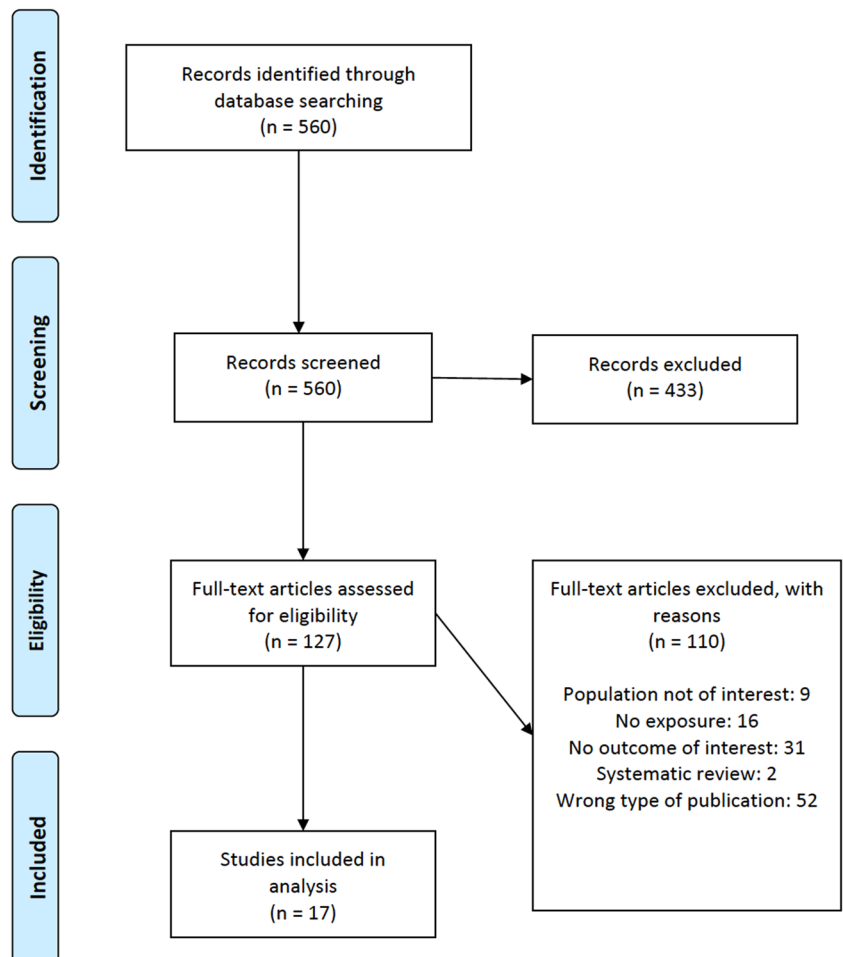 Identification
Records identified through
database searching
(n = 560)
Screening
Records screened
(n = 560)
Records excluded
(n = 433)
Eligibility
Full-text articles assessed
for eligibility
(n = 127)
Full-text articles excluded, with
reasons
(n = 110)
Population not of interest: 9
No exposure: 16
No outcome of interest: 31
Systematic review: 2
Wrong type of publication: 52
Included
Studies included in
analysis
(n = 17)